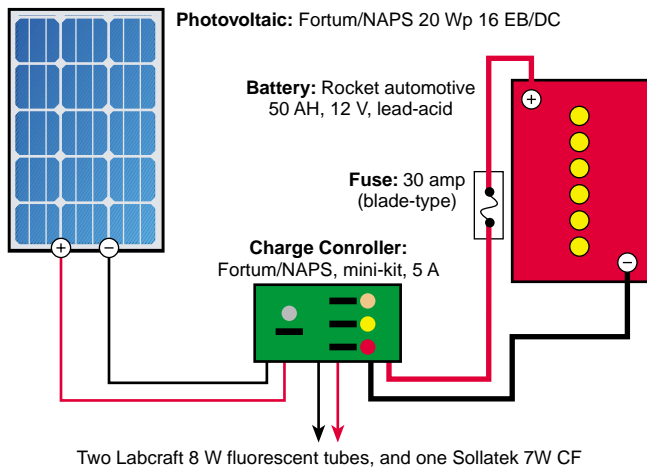 Photovoltaic: Fortum/NAPS 20 Wp 16 EB/DC
Battery: Rocket automotive
50 AH, 12 V, lead-acid
+
Fuse: 30 amp
(blade-type)
+
−
Charge Conroller:
Fortum/NAPS, mini-kit, 5 A
−
Two Labcraft 8 W fluorescent tubes, and one Sollatek 7W CF